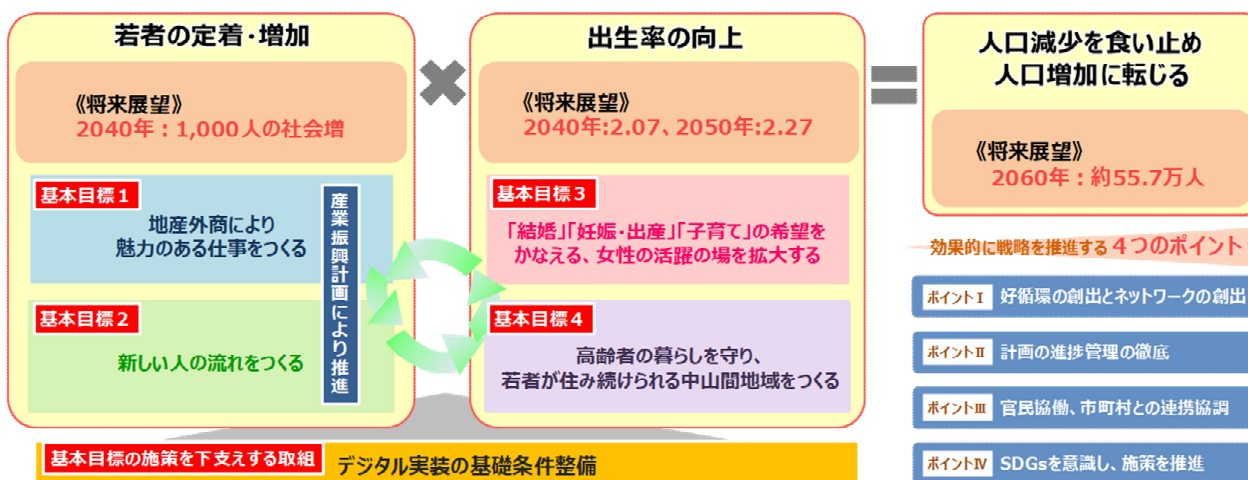 若者の定着・増加
《将来展望》
2040年：1,000人の社会増
基本目標１
地産外商により
魅力のある仕事をつくる
基本目標２
新しい人の流れをつくる
産業振興計画により推進
出生率の向上
《将来展望》
2040年:2.07、2050年:2.27
基本目標３
「結婚」「妊娠・出産」「子育て」の希望を
かなえる、女性の活躍の場を拡大する
基本目標４
高齢者の暮らしを守り、
若者が住み続けられる中山間地域をつくる
基本目標の施策を下支えする取組
デジタル実装の基礎条件整備
人口減少を食い止め
人口増加に転じる
《将来展望》
2060年：約55.7万人
効果的に戦略を推進する４つのポイント
ポイントⅠ 好循環の創出とネットワークの創出
ポイントⅡ 計画の進捗管理の徹底
ポイントⅢ 官民協働、市町村との連携協調
ポイントⅣ SDGsを意識し、施策を推進